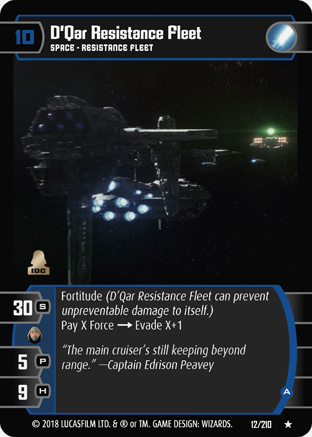 10 D'Qar Resistance Fleet
SPACE - RESISTANCE FLEET
IDC
30 S
5 P
9 H
Fortitude (D'Qar Resistance Fleet can prevent
unpreventable damage to itself.)
Pay X Force → Evade X+1
"The main cruiser's still keeping beyond
range." —Captain Edrison Peavey
A
© 2018 LUCASFILM LTD. & ® or TM. GAME DESIGN: WIZARDS. 12/210 ★